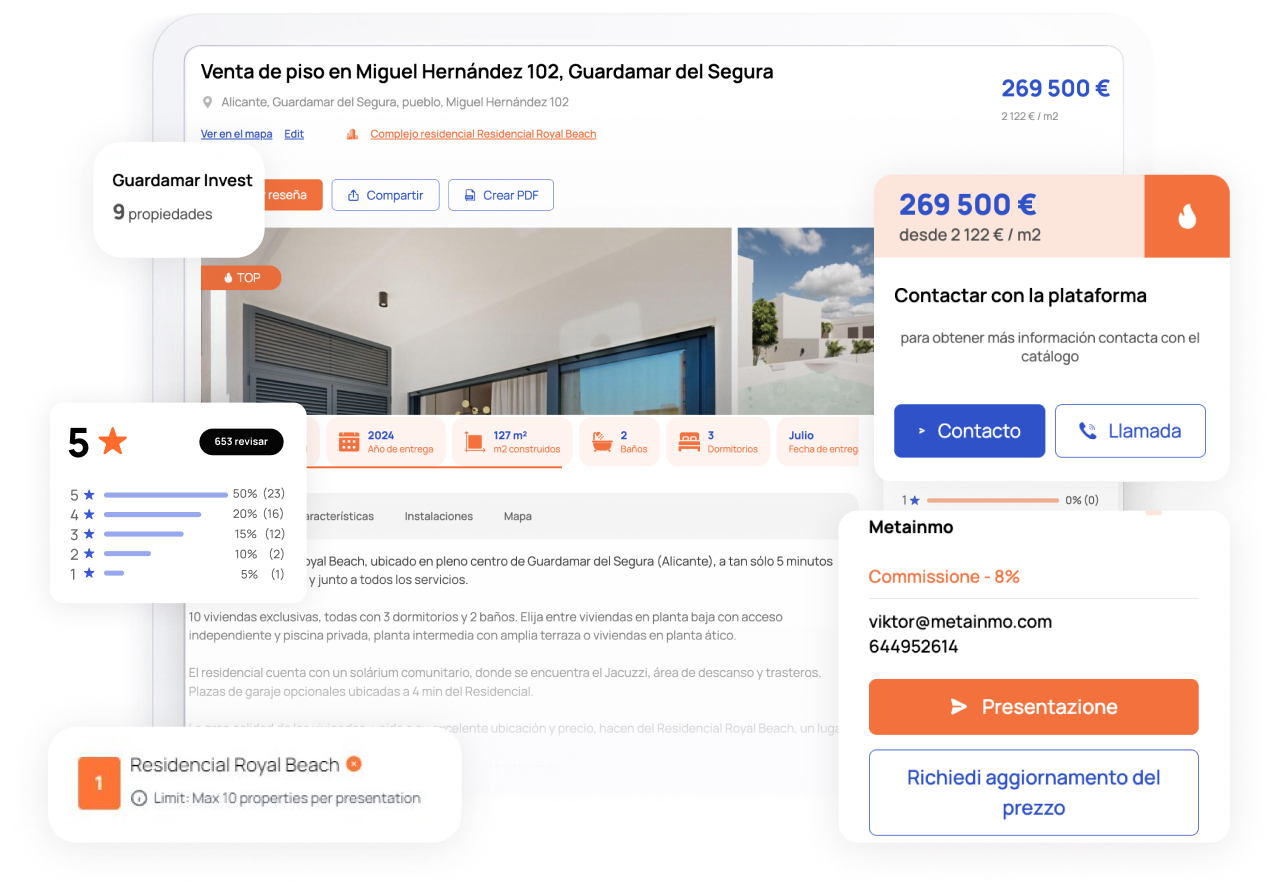 Venta de piso en Miguel Hernández 102, Guardamar del Segura
269 500 €
Alicante, Guardamar del Segura, pueblo, Miguel Hernández 102
2 122 € / m2
Ver en el mapa Edit Complejo residencial Residencial Royal Beach
Guardamar Invest
9 propiedades
reseña Compartir Crear PDF
TOP
269 500 €
desde 2 122 € / m2
Contactar con la plataforma
para obtener más información contacta con el
catálogo
Contacto Llamada
5 653 revisar
5 50% (23)
4 20% (16)
3 15% (12)
2 10% (2)
1 5% (1)
2024
Año de entrega
127 m²
m2 construidos
2
Baños
3
Dormitorios
Julio
Fecha de entreg
1 0% (0)
aracterísticas Instalaciones Mapa
oyal Beach, ubicado en pleno centro de Guardamar del Segura (Alicante), a tan sólo 5 minutos
y junto a todos los servicios.
10 viviendas exclusivas, todas con 3 dormitorios y 2 baños. Elija entre viviendas en planta baja con acceso
independiente y piscina privada, planta intermedia con amplia terraza o viviendas en planta ático.
El residencial cuenta con un solárium comunitario, donde se encuentra el Jacuzzi, área de descanso y trasteros.
Plazas de garaje opcionales ubicadas a 4 min del Residencial.
celente ubicación y precio, hacen del Residencial Royal Beach, un luga
Metainmo
Commissione - 8%
viktor@metainmo.com
644952614
Presentazione
Richiedi aggiornamento del
prezzo
1 Residencial Royal Beach
Limit: Max 10 properties per presentation